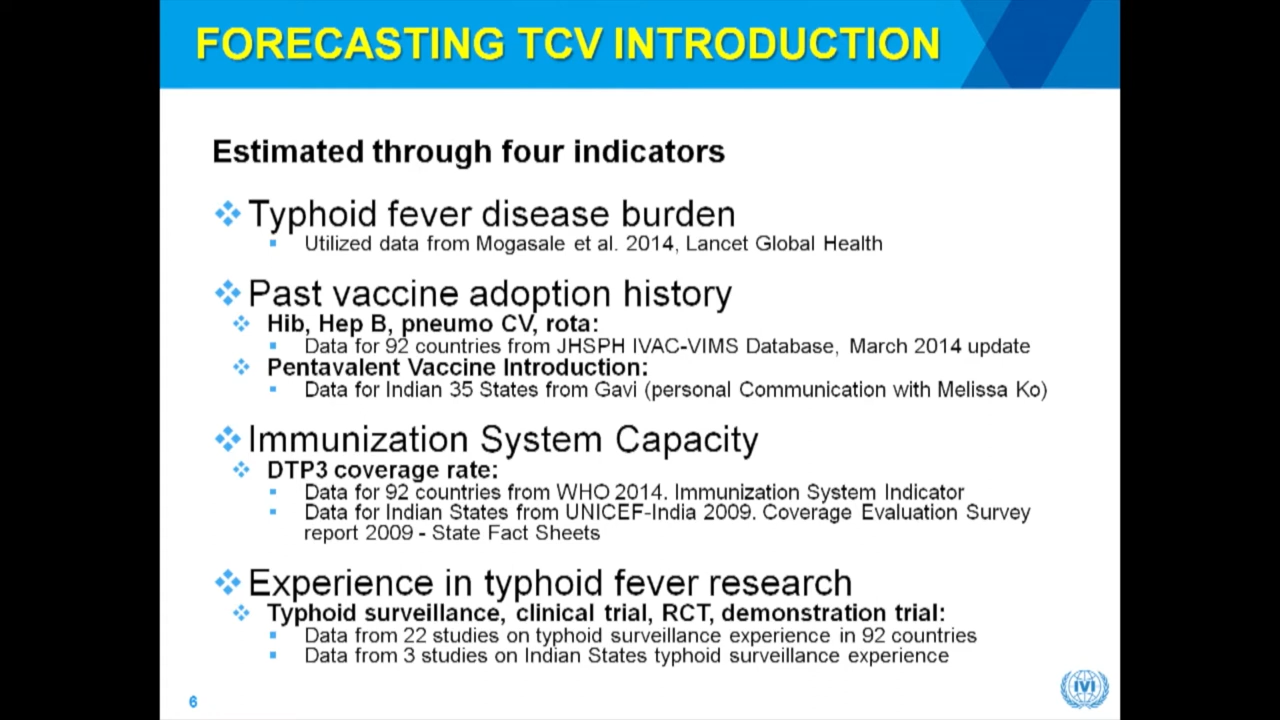 FORECASTING TCV INTRODUCTION
Estimated through four indicators
Typhoid fever disease burden
Utilized data from Mogasale et al. 2014, Lancet Global Health
Past vaccine adoption history
Hib, Hep B, pneumo CV, rota:
Data for 92 countries from JHSPH IVAC-VIMS Database, March 2014 update
Pentavalent Vaccine Introduction:
Data for Indian 35 States from Gavi (personal Communication with Melissa Ko)
Immunization System Capacity
DTP3 coverage rate:
Data for 92 countries from WHO 2014. Immunization System Indicator
Data for Indian States from UNICEF-India 2009. Coverage Evaluation Survey
report 2009 - State Fact Sheets
Experience in typhoid fever research
Typhoid surveillance, clinical trial, RCT, demonstration trial:
Data from 22 studies on typhoid surveillance experience in 92 countries
Data from 3 studies on Indian States typhoid surveillance experience
6
IVI